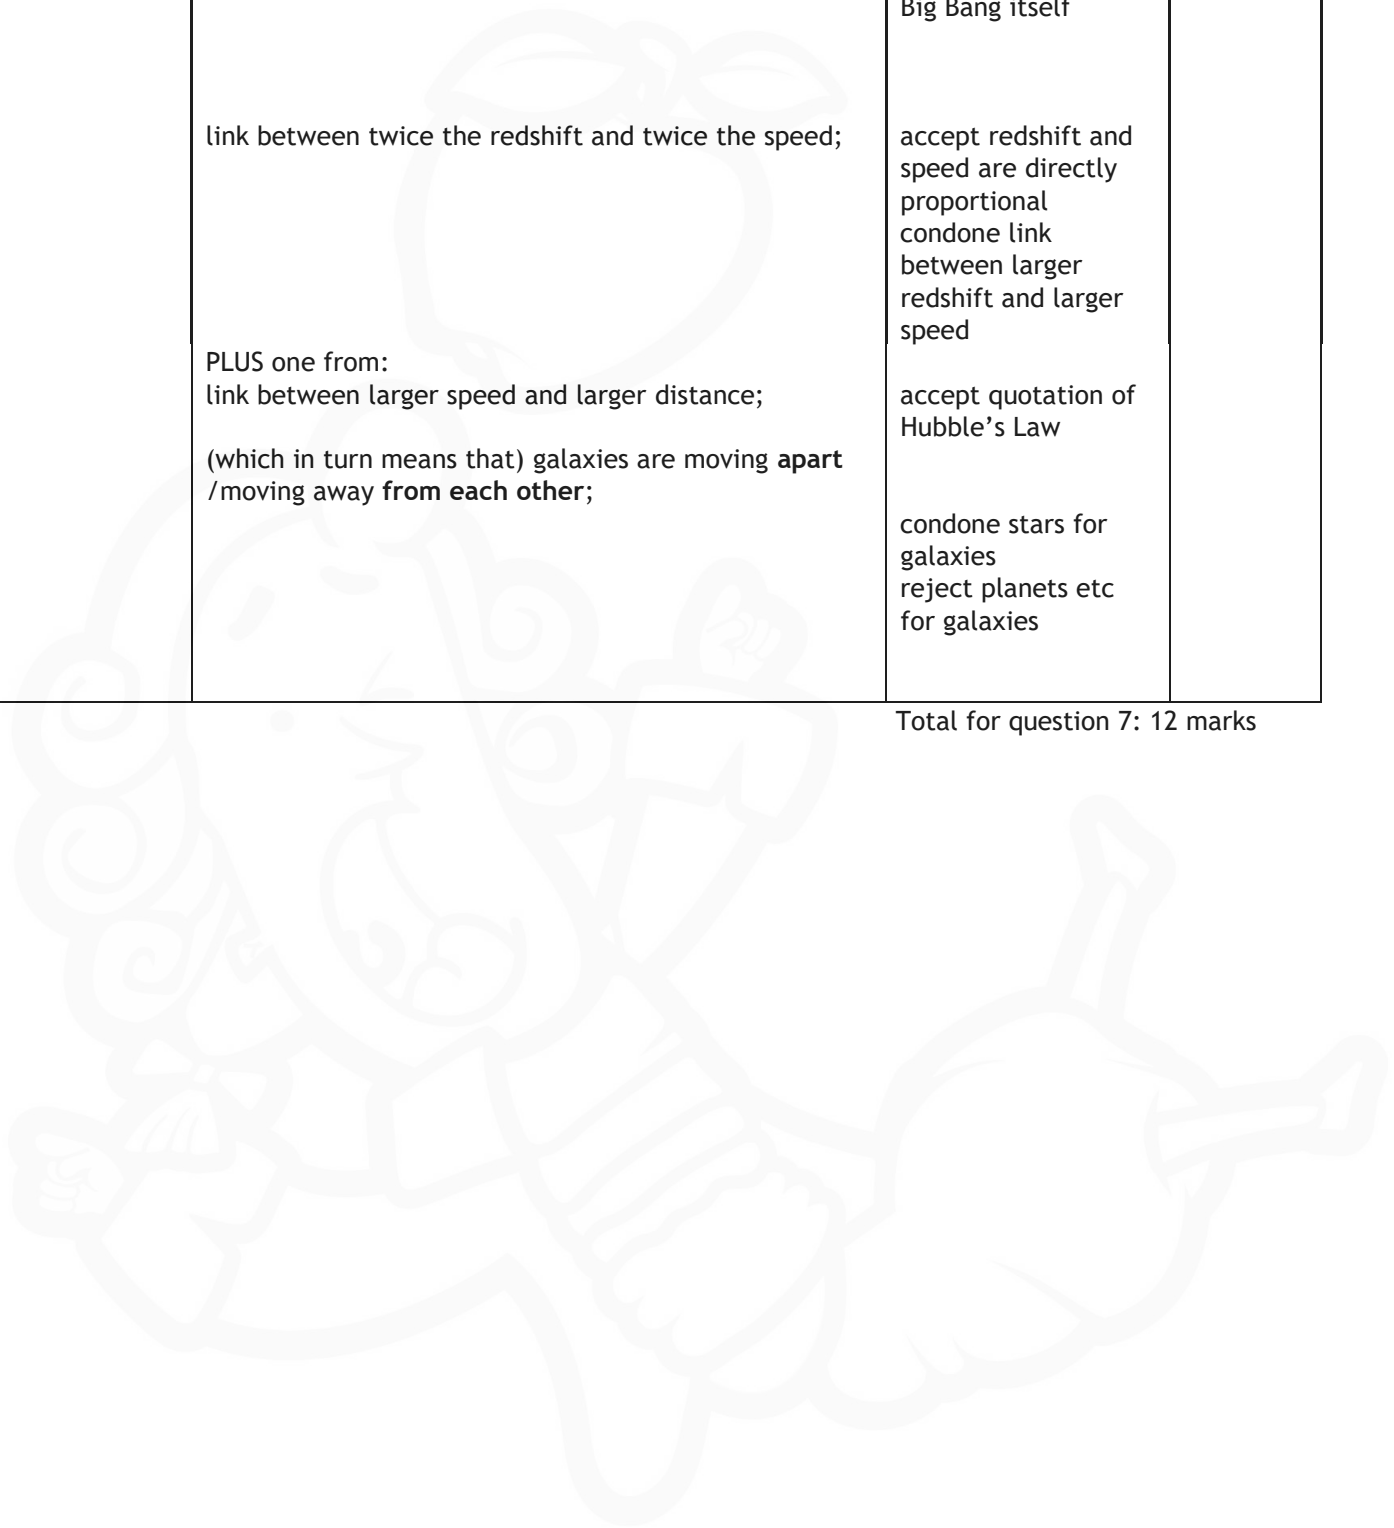 Big Bang itself
link between twice the redshift and twice the speed;
accept redshift and
speed are directly
proportional
condone link
between larger
redshift and larger
speed
PLUS one from:
link between larger speed and larger distance;
accept quotation of
Hubble's Law
(which in turn means that) galaxies are moving apart
/moving away from each other;
condone stars for
galaxies
reject planets etc
for galaxies
Total for question 7: 12 marks